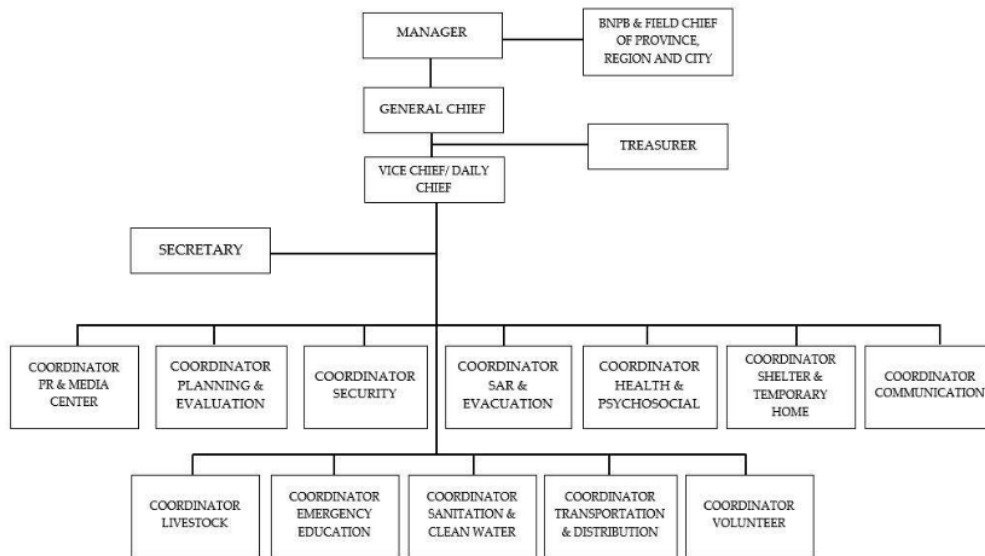 MANAGER
BNPB & FIELD CHIEF
OF PROVINCE,
REGION AND CITY
GENERAL CHIEF
TREASURER
VICE CHIEF/ DAILY
CHIEF
SECRETARY
COORDINATOR
PR & MEDIA
CENTER
COORDINATOR
PLANNING &
EVALUATION
COORDINATOR
SECURITY
COORDINATOR
SAR &
EVACUATION
COORDINATOR
HEALTH &
PSYCHOSOCIAL
COORDINATOR
SHELTER &
TEMPORARY
HOME
COORDINATOR
COMMUNICATION
COORDINATOR
LIVESTOCK
COORDINATOR
EMERGENCY
EDUCATION
COORDINATOR
SANITATION &
CLEAN WATER
COORDINATOR
TRANSPORTATION
& DISTRIBUTION
COORDINATOR
VOLUNTEER